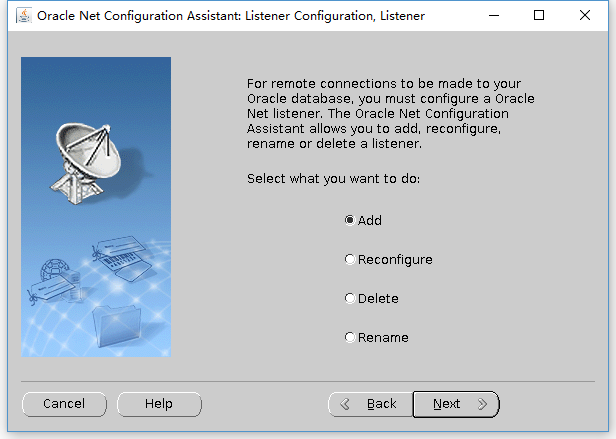 Oracle Net Configuration Assistant: Listener Configuration, Listener
For remote connections to be made to your
Oracle database, you must configure a Oracle
Net listener. The Oracle Net Configuration
Assistant allows you to add, reconfigure,
rename or delete a listener.
Select what you want to do:
Add
Reconfigure
Delete
Rename
Cancel Help Back Next